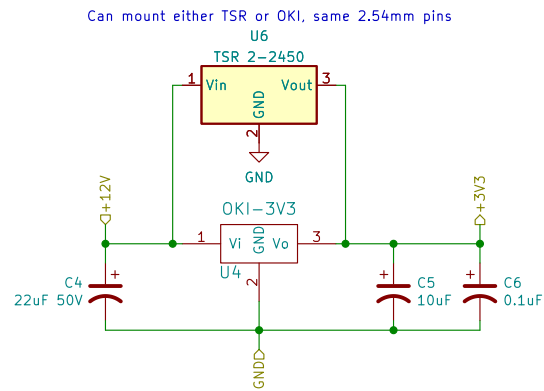 Can mount either TSR or OKI, same 2.54mm pins
U6
TSR 2-2450
1 Vin Vout 3
GND
2
GND
+12V
+3V3
OKI-3V3
1 Vi GND Vo 3
U4
2
C4
22uF 50V
C5
10uF
C6
0.1uF
GND